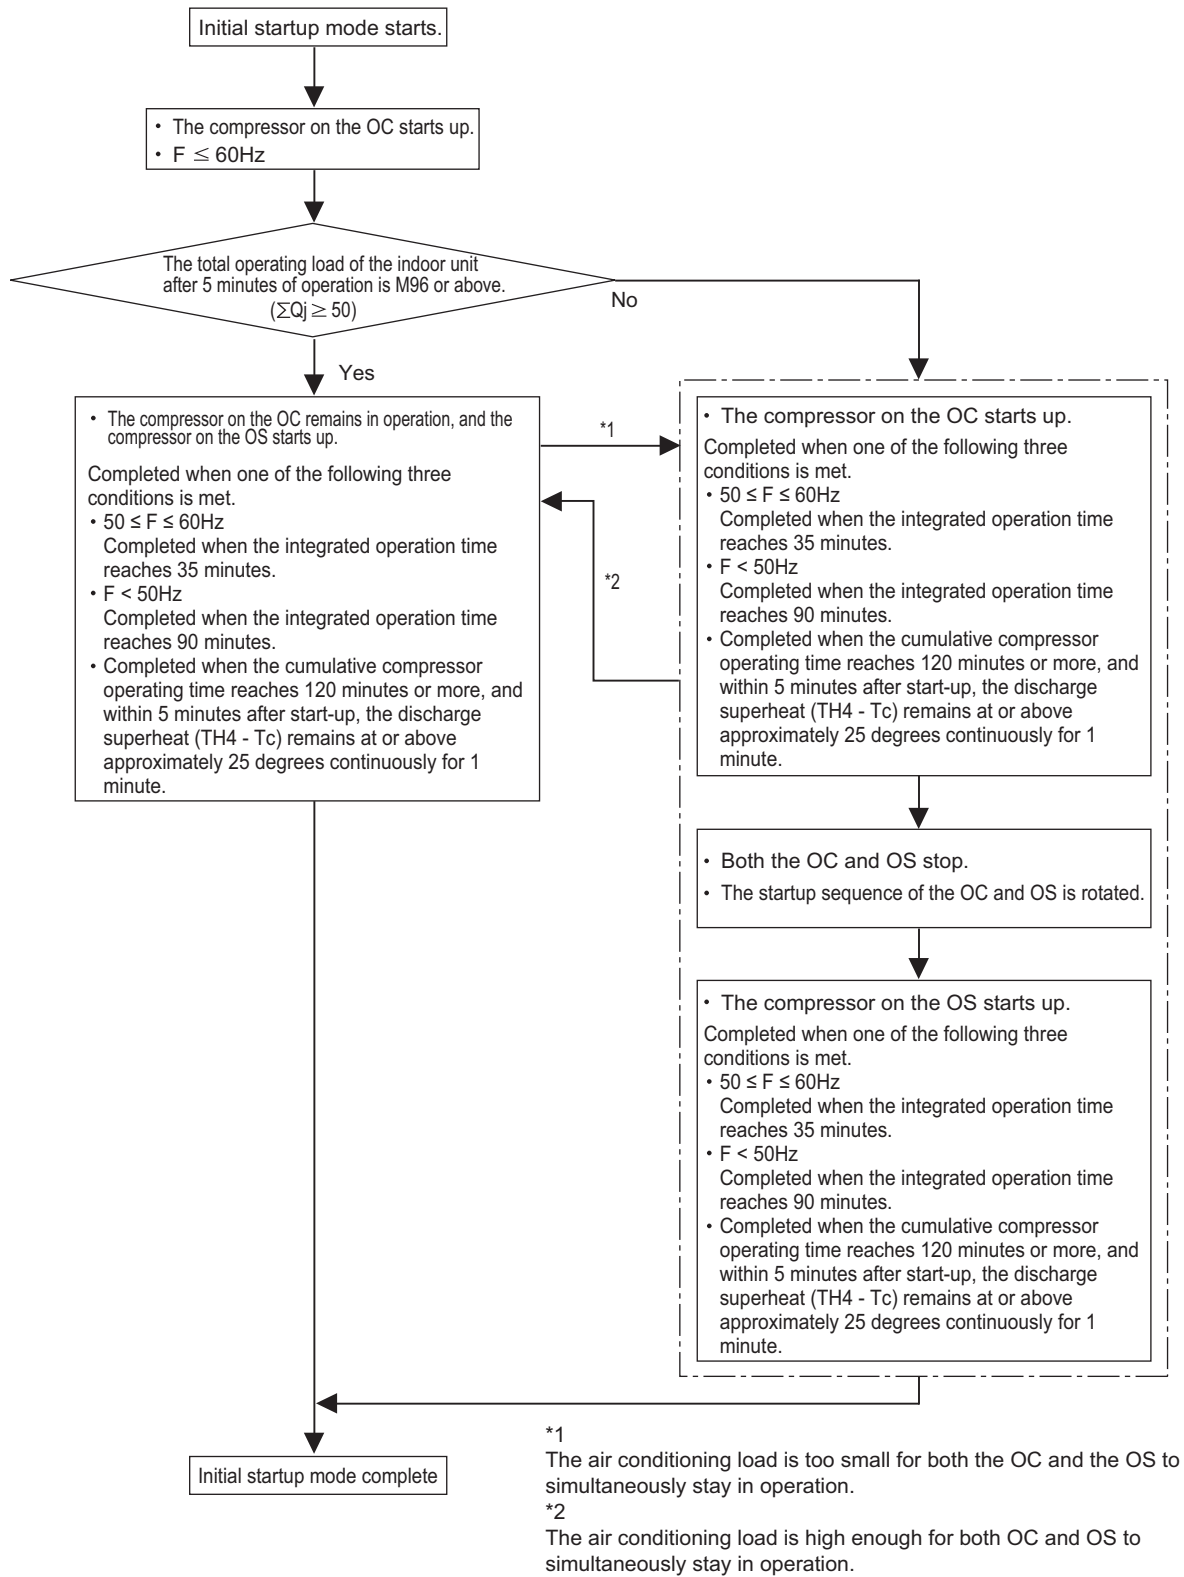 Initial startup mode starts.
• The compressor on the OC starts up.
• F ≤ 60Hz
The total operating load of the indoor unit
after 5 minutes of operation is M96 or above.
(∑Qj ≥ 50)
No
Yes
• The compressor on the OC remains in operation, and the
compressor on the OS starts up.
Completed when one of the following three
conditions is met.
• 50 ≤ F ≤ 60Hz
Completed when the integrated operation time
reaches 35 minutes.
• F < 50Hz
Completed when the integrated operation time
reaches 90 minutes.
• Completed when the cumulative compressor
operating time reaches 120 minutes or more, and
within 5 minutes after start-up, the discharge
superheat (TH4 - Tc) remains at or above
approximately 25 degrees continuously for 1
minute.
*1
*2
• The compressor on the OC starts up.
Completed when one of the following three
conditions is met.
• 50 ≤ F ≤ 60Hz
Completed when the integrated operation time
reaches 35 minutes.
• F < 50Hz
Completed when the integrated operation time
reaches 90 minutes.
• Completed when the cumulative compressor
operating time reaches 120 minutes or more, and
within 5 minutes after start-up, the discharge
superheat (TH4 - Tc) remains at or above
approximately 25 degrees continuously for 1
minute.
• Both the OC and OS stop.
• The startup sequence of the OC and OS is rotated.
• The compressor on the OS starts up.
Completed when one of the following three
conditions is met.
• 50 ≤ F ≤ 60Hz
Completed when the integrated operation time
reaches 35 minutes.
• F < 50Hz
Completed when the integrated operation time
reaches 90 minutes.
• Completed when the cumulative compressor
operating time reaches 120 minutes or more, and
within 5 minutes after start-up, the discharge
superheat (TH4 - Tc) remains at or above
approximately 25 degrees continuously for 1
minute.
Initial startup mode complete
*1
The air conditioning load is too small for both the OC and the OS to
simultaneously stay in operation.
*2
The air conditioning load is high enough for both OC and OS to
simultaneously stay in operation.